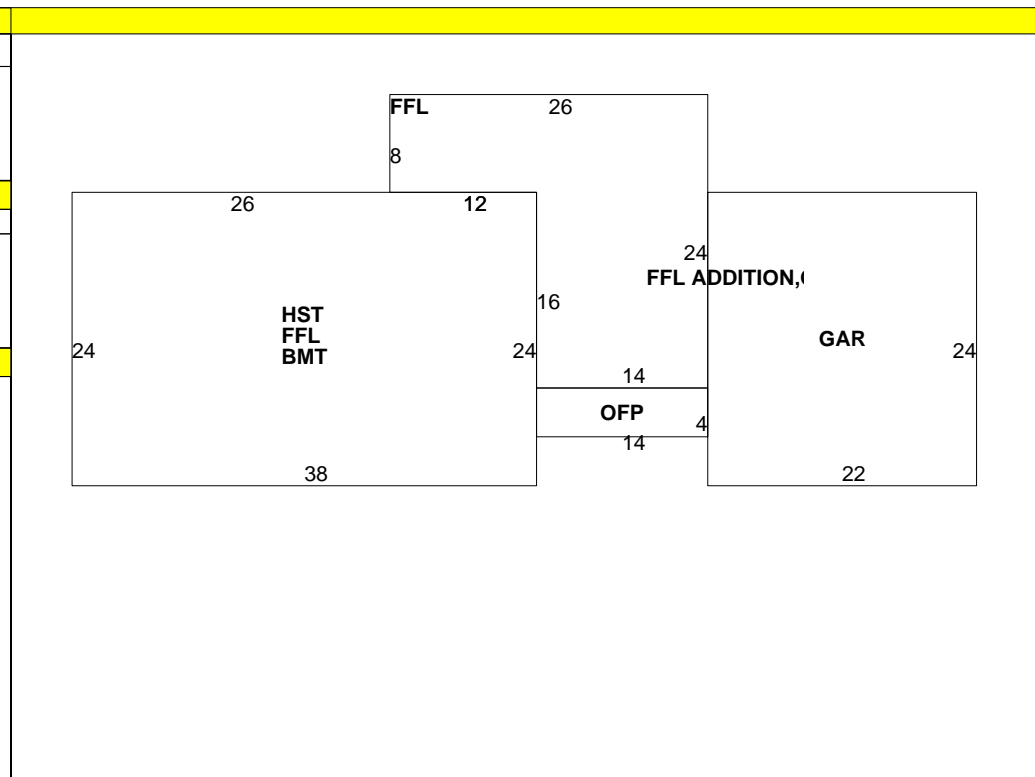 FFL 26
8
26 12
24
FFL ADDITION,
16
HST
FFL
BMT
GAR
24 24 24
14
OFP 4
14
38 22